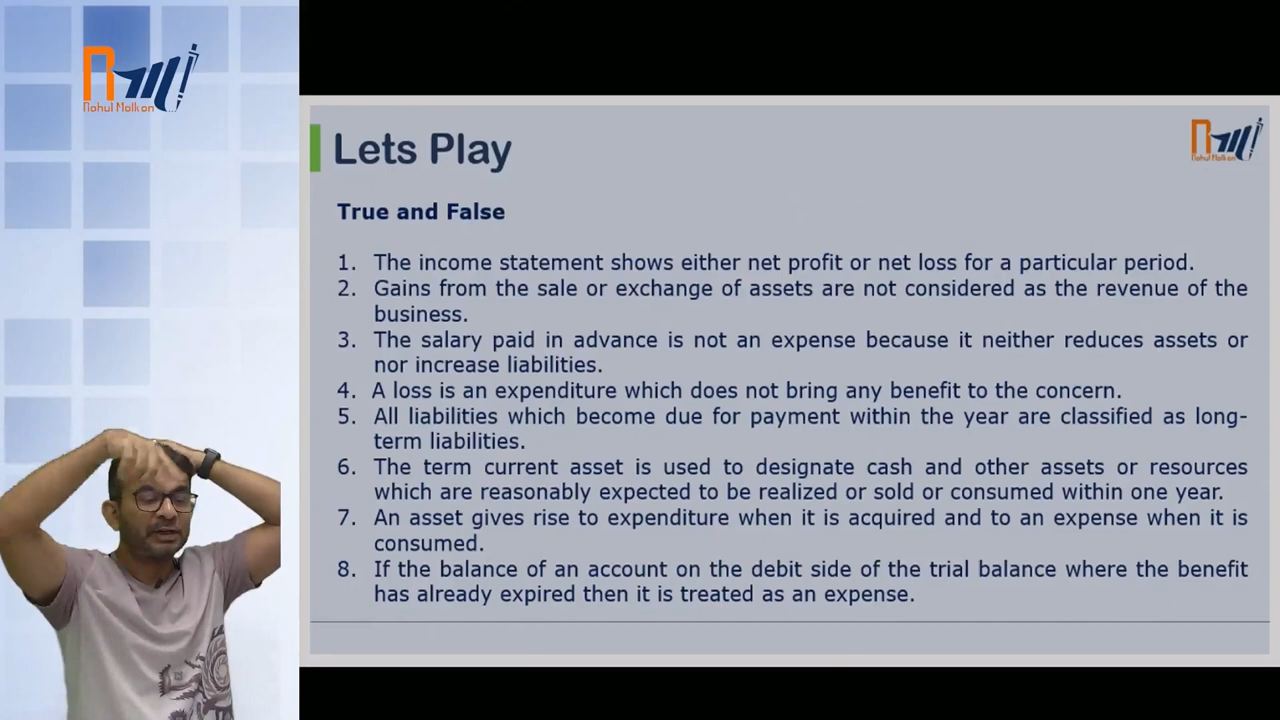 Rahul Malkan
Lets Play
Rahul Malkan
True and False
1. The income statement shows either net profit or net loss for a particular period.
2. Gains from the sale or exchange of assets are not considered as the revenue of the
business.
3. The salary paid in advance is not an expense because it neither reduces assets or
nor increase liabilities.
4. A loss is an expenditure which does not bring any benefit to the concern.
5. All liabilities which become due for payment within the year are classified as long-
term liabilities.
6. The term current asset is used to designate cash and other assets or resources
which are reasonably expected to be realized or sold or consumed within one year.
7. An asset gives rise to expenditure when it is acquired and to an expense when it is
consumed.
8. If the balance of an account on the debit side of the trial balance where the benefit
has already expired then it is treated as an expense.